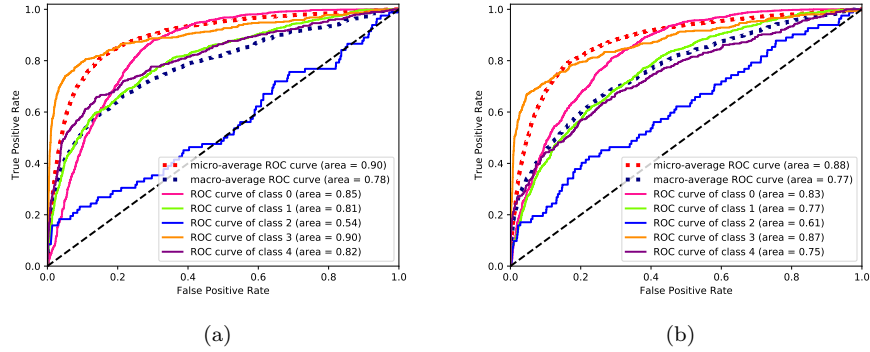 1.0
0.8
0.6
0.4
0.2
0.0
True Positive Rate
micro-average ROC curve (area = 0.90)
macro-average ROC curve (area = 0.78)
ROC curve of class 0 (area = 0.85)
ROC curve of class 1 (area = 0.81)
ROC curve of class 2 (area = 0.54)
ROC curve of class 3 (area = 0.90)
ROC curve of class 4 (area = 0.82)
0.0 0.2 0.4 0.6 0.8 1.0
False Positive Rate
(a)
1.0
0.8
0.6
0.4
0.2
0.0
True Positive Rate
micro-average ROC curve (area = 0.88)
macro-average ROC curve (area = 0.77)
ROC curve of class 0 (area = 0.83)
ROC curve of class 1 (area = 0.77)
ROC curve of class 2 (area = 0.61)
ROC curve of class 3 (area = 0.87)
ROC curve of class 4 (area = 0.75)
0.0 0.2 0.4 0.6 0.8 1.0
False Positive Rate
(b)